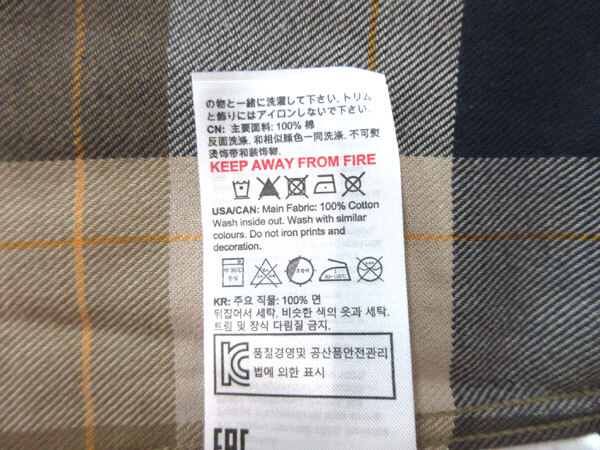 の物と一緒に洗濯して下さい.トリム
と飾りにはアイロンしないで下さい.
CN: 主要面料: 100% 棉
反面洗涤. 和相似颜色一同洗涤. 不可熨
烫饰带和装饰物.
KEEP AWAY FROM FIRE
USA/CAN: Main Fabric: 100% Cotton
Wash inside out. Wash with similar
colours. Do not iron prints and
decoration.
약 30℃
중성
80~120℃
KR: 주요 직물: 100% 면
뒤집어서 세탁. 비슷한 색의 옷과 세탁.
트림 및 장식 다림질 금지.
품질경영및 공산품안전관리
법에 의한 표시